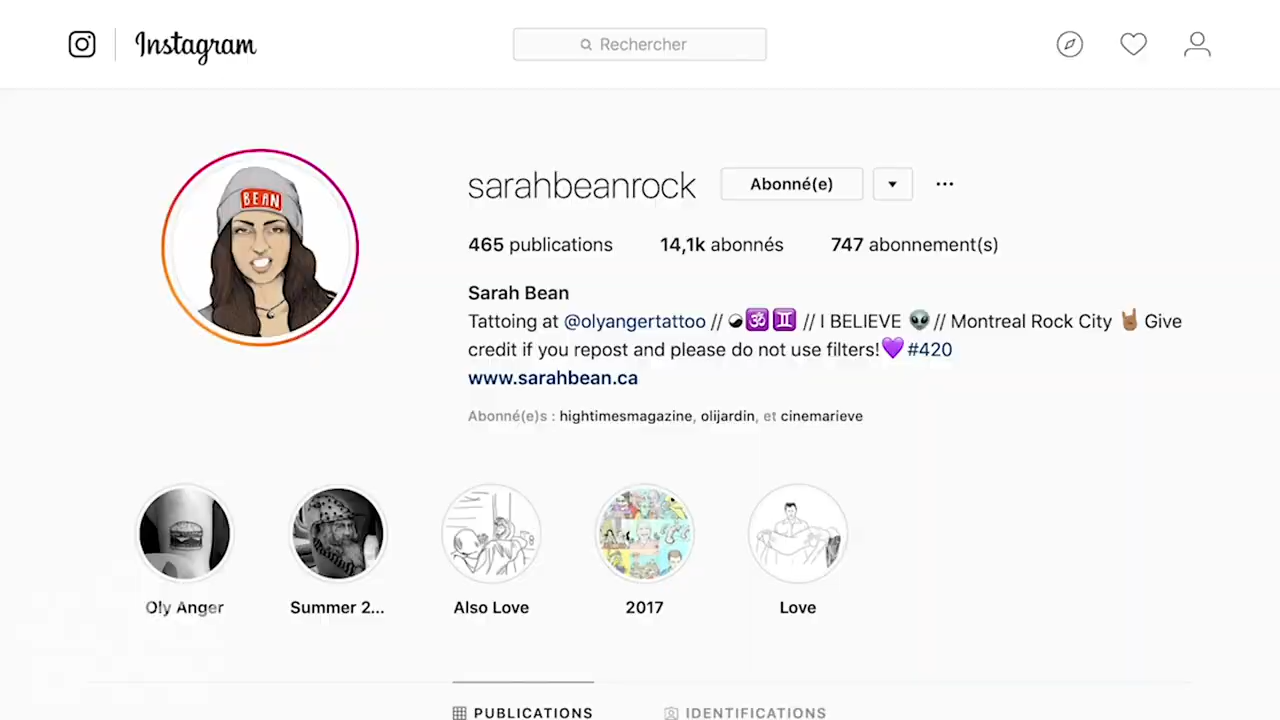 Instagram
Rechercher
BEAN
sarahbeanrock Abonné(e) ▼ ···
465 publications 14,1k abonnés 747 abonnement(s)
Sarah Bean
Tattoing at @olyangertattoo // ☯🕉️♊ // I BELIEVE 👽// Montreal Rock City 🤘🏽 Give
credit if you repost and please do not use filters!💜 #420
www.sarahbean.ca
Abonné(e)s : hightimesmagazine, olijardin, et cinemarieve
Oly Anger Summer 2... Also Love 2017 Love
PUBLICATIONS IDENTIFICATIONS